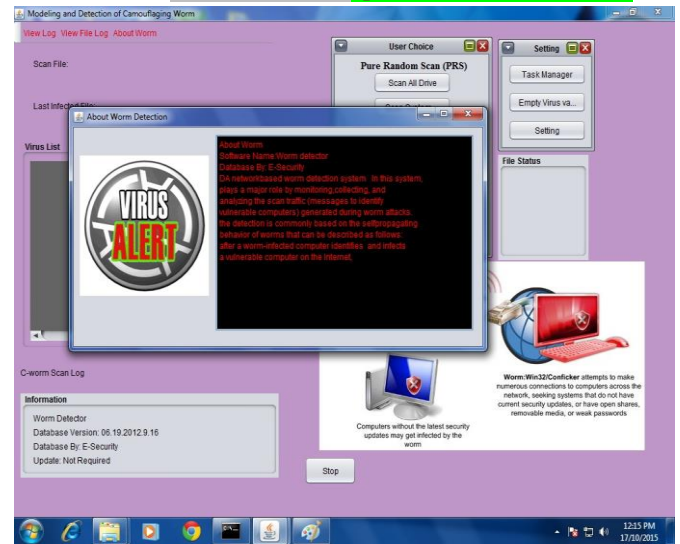 Modeling and Detection of Camouflaging Worm
View Log View File Log About Worm
Scan File:
Last Infected File:
Virus List
User Choice
Pure Random Scan (PRS)
Scan All Drive
Setting
Task Manager
Empty Virus va...
Setting
File Status
About Worm Detection
VIRUS
ALERT
About Worm
Software Name:Worm detector
Database By: E-Security
DA networkbased worm detection system. In this system,
plays a major role by monitoring,collecting, and
analyzing the scan traffic (messages to identify
vulnerable computers) generated during worm attacks.
the detection is commonly based on the selfpropagating
behavior of worms that can be described as follows:
after a worm-infected computer identifies and infects
a vulnerable computer on the Internet,
C-worm Scan Log
Information
Worm Detector
Database Version: 06.19.2012.9.16
Database By: E-Security
Update: Not Required
Computers without the latest security
updates may get infected by the
worm
Worm:Win32/Conficker attempts to make
numerous connections to computers across the
network, seeking systems that do not have
current security updates, or have open shares,
removable media, or weak passwords
Stop
12:15 PM
17/10/2015